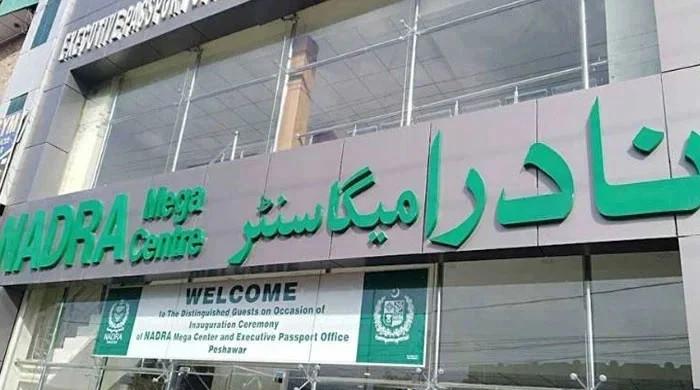 EXECUTIVE PASSPORT
NADRA Mega Centre نادرا میگا سنٹر
WELCOME
to The Distinguished Guests on Occasion of
Inauguration Ceremony
of NADRA Mega Center and Executive Passport Office
Peshawar
NADRA